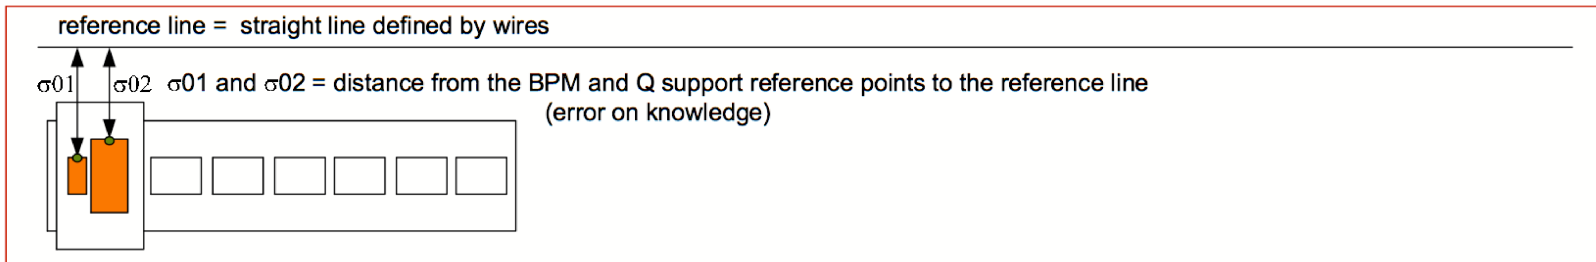 reference line = straight line defined by wires
σ01 σ02 σ01 and σ02 = distance from the BPM and Q support reference points to the reference line
(error on knowledge)